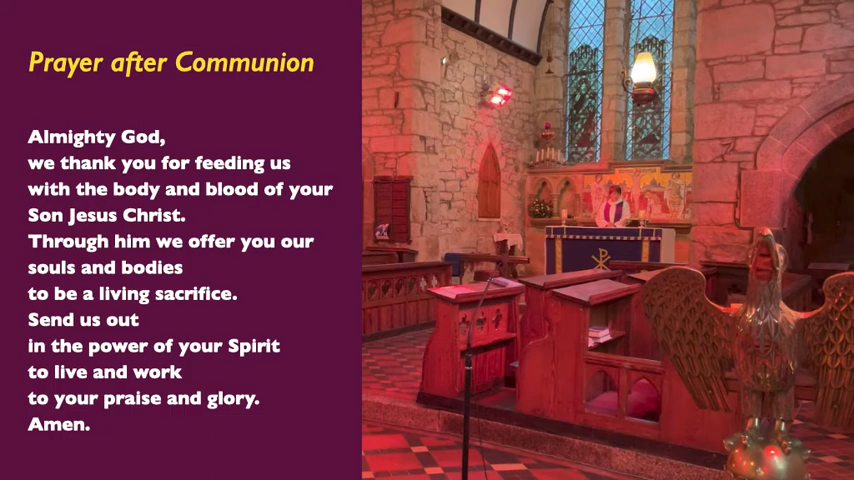 Prayer after Communion
Almighty God,
we thank you for feeding us
with the body and blood of your
Son Jesus Christ.
Through him we offer you our
souls and bodies
to be a living sacrifice.
Send us out
in the power of your Spirit
to live and work
to your praise and glory.
Amen.